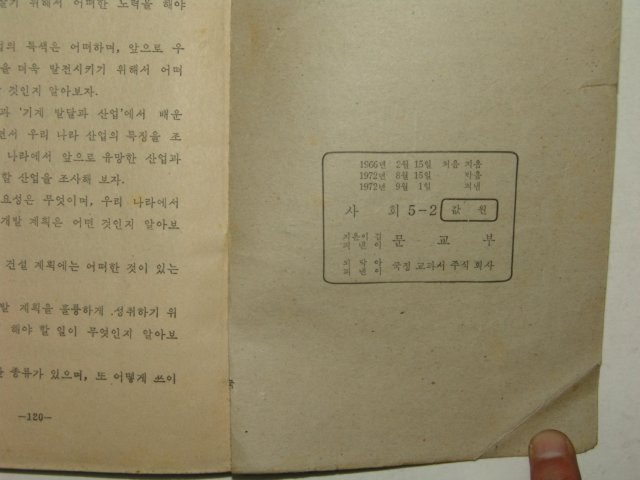 위해서 어떠한 노력을 해야
특색은 어떠하며, 앞으로 우
을 더욱 발전시키기 위해서 어떠
것인지 알아보자.
과 '기계 발달과 산업'에서 배운
면서 우리 나라 산업의 특징을 조
나라에서 앞으로 유망한 산업과
할 산업을 조사해 보자.
요성은 무엇이며, 우리 나라에서
개발 계획은 어떤 것인지 알아보
건설 계획에는 어떠한 것이 있는
계획을 훌륭하게 성취하기 위
해야 할 일이 무엇인지 알아보
종류가 있으며, 또 어떻게 쓰이
—120—
1966년 2월 15일 처음 지음
1972년 8월 15일 박음
1972년 9월 1일 펴냄
사 회 5-2 값 원
지은이 겸
펴낸이 문 교 부
박아
펴낸이 국정 교과서 주식 회사